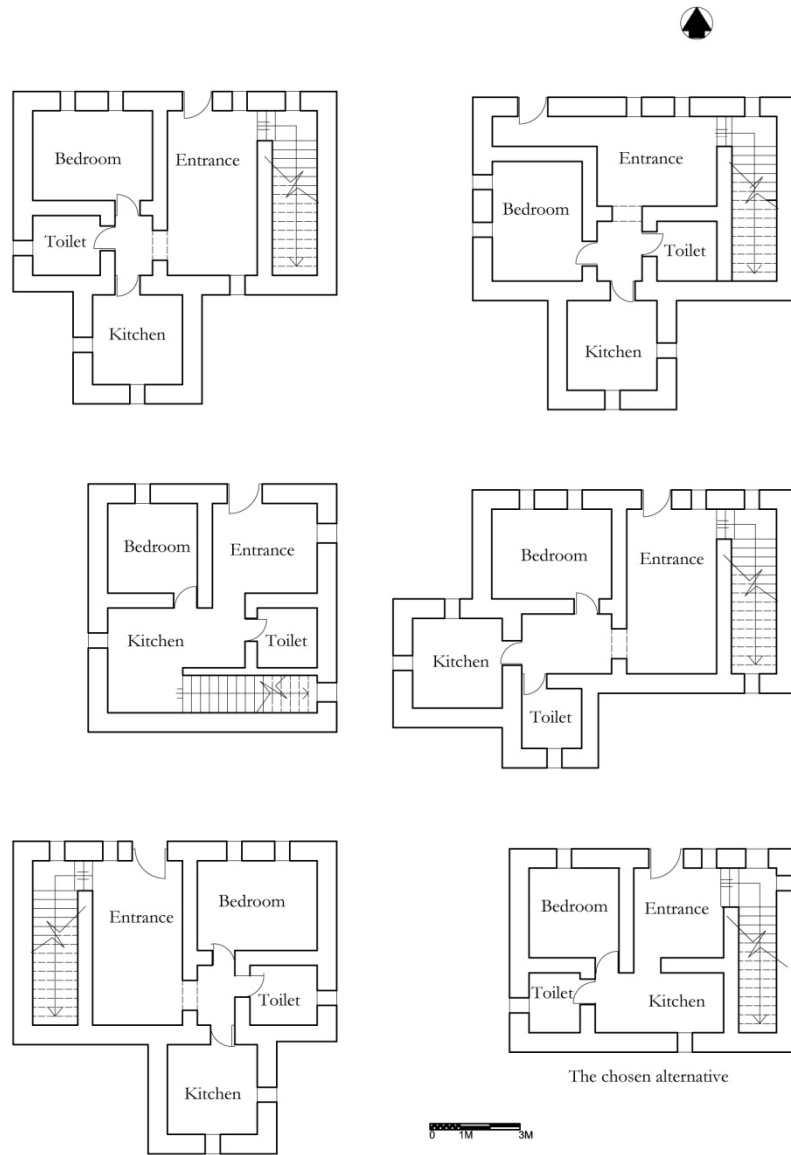 Bedroom
Entrance
Toilet
Kitchen
Entrance
Bedroom
Toilet
Kitchen
Bedroom
Entrance
Kitchen
Toilet
Bedroom
Entrance
Kitchen
Toilet
Entrance
Bedroom
Toilet
Kitchen
Bedroom
Entrance
Toilet
Kitchen
The chosen alternative
0 1M 3M